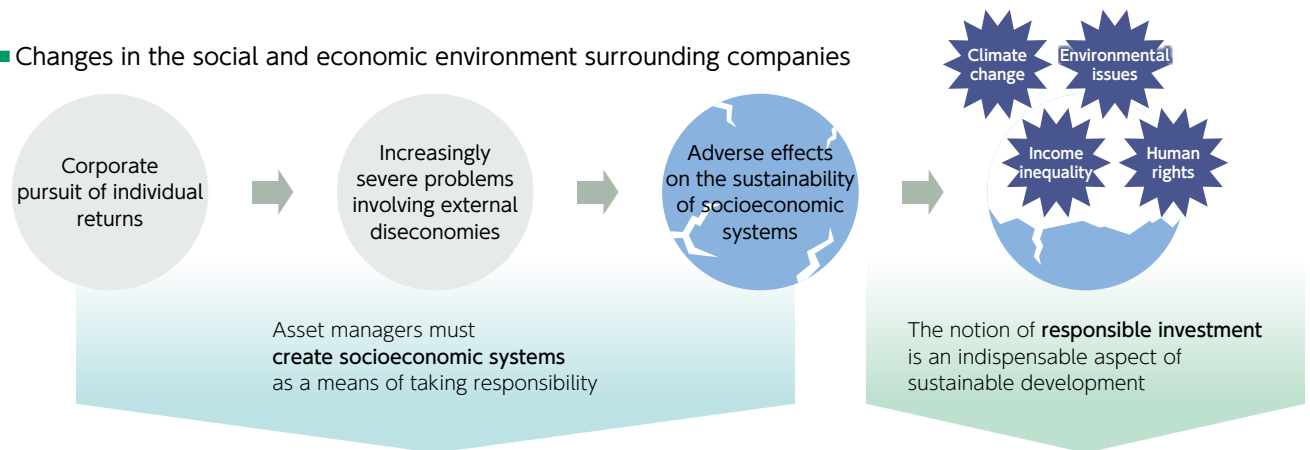 Changes in the social and economic environment surrounding companies
Corporate
pursuit of individual
returns
Increasingly
severe problems
involving external
diseconomies
Adverse effects
on the sustainability
of socioeconomic
systems
Climate
change
Environmental
issues
Income
inequality
Human
rights
Asset managers must
create socioeconomic systems
as a means of taking responsibility
The notion of responsible investment
is an indispensable aspect of
sustainable development